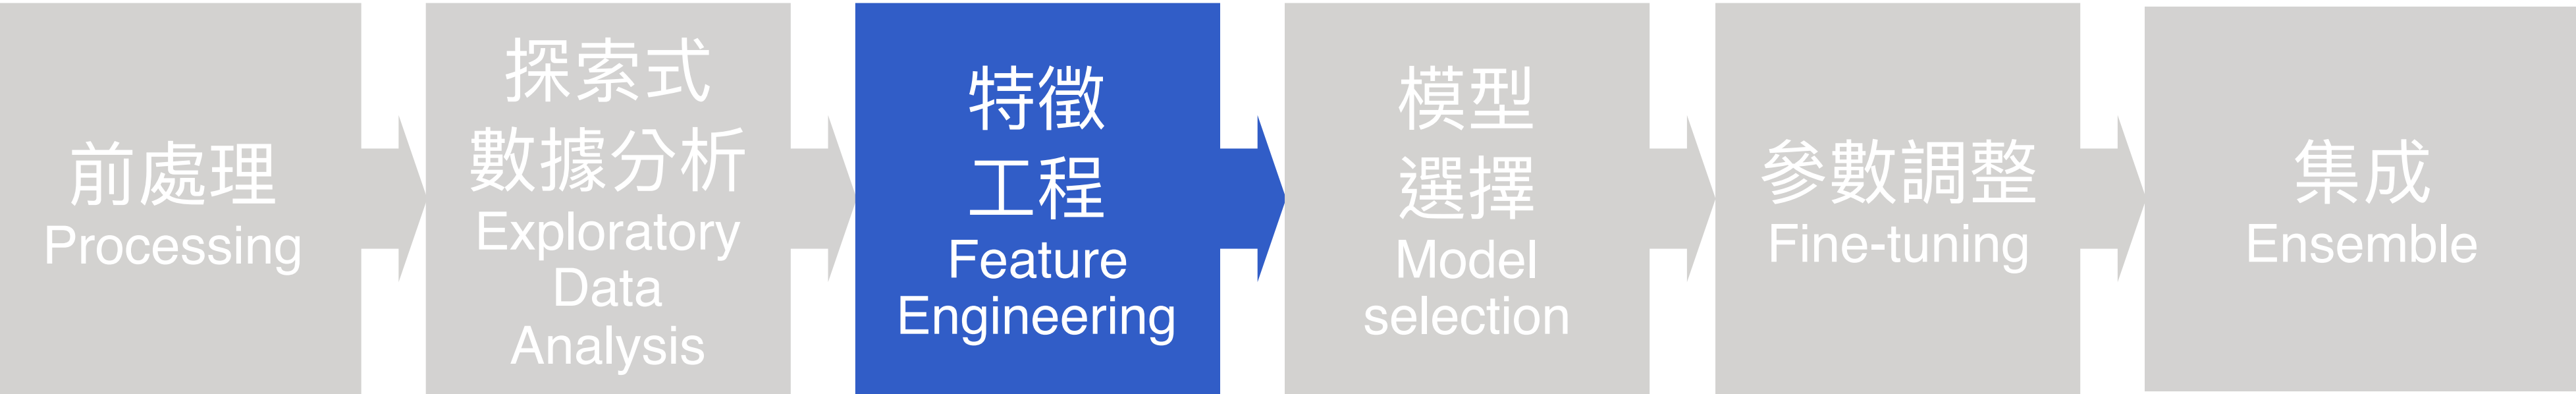 前處理
Processing
探索式
數據分析
Exploratory
Data
Analysis
特徵
工程
Feature
Engineering
模型
選擇
Model
selection
參數調整
Fine-tuning
集成
Ensemble